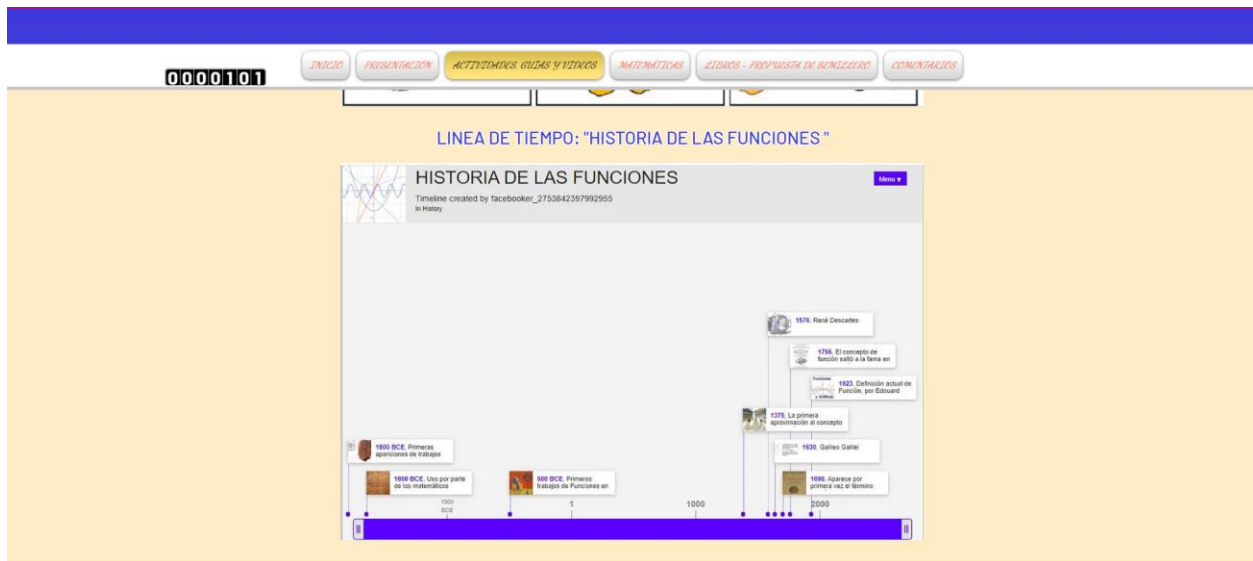 0000101
INICIO
PRESENTACIÓN
ACTIVIDADES. GUIAS Y VIDEOS
MATEMÁTICAS
LIBROS - PROPUESTA DE SEMILLERO
COMENTARIOS
LINEA DE TIEMPO: "HISTORIA DE LAS FUNCIONES "
HISTORIA DE LAS FUNCIONES
Menu
Timeline created by facebooker_2753842397992955
In History
1578, René Descartes
1755, El concepto de
función saltó a la fama en
1923, Definición actual de
Función, por Edouard
1375, La primera
aproximación al concepto
1800 BCE, Primeras
apariciones de trabajos
1630, Galileo Galilei
1650 BCE, Uso por parte
de los matemáticos
500 BCE, Primeros
trabajos de Funciones en
1696, Aparece por
primera vez el término
1000
BCE
1
1000
2000